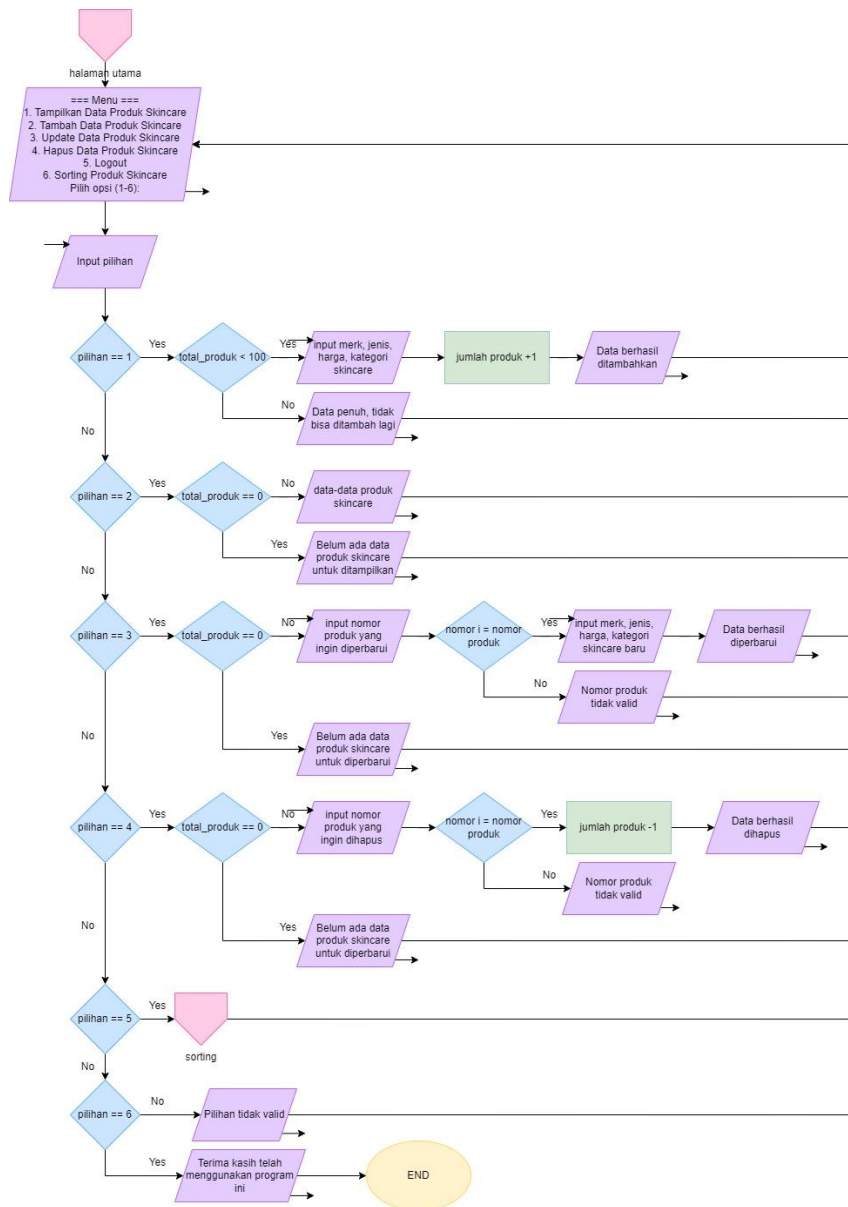 halaman utama
=== Menu ===
1. Tampilkan Data Produk Skincare
2. Tambah Data Produk Skincare
3. Update Data Produk Skincare
4. Hapus Data Produk Skincare
5. Logout
6. Sorting Produk Skincare
Pilih opsi (1-6):
Input pilihan
pilihan == 1
Yes
total_produk < 100
Yes
input merk, jenis,
harga, kategori
skincare
jumlah produk +1
Data berhasil
ditambahkan
No
Data penuh, tidak
bisa ditambah lagi
No
pilihan == 2
Yes
total_produk == 0
No
data-data produk
skincare
Yes
Belum ada data
produk skincare
untuk ditampilkan
No
pilihan == 3
Yes
total_produk == 0
No
input nomor
produk yang
ingin diperbarui
nomor i = nomor
produk
Yes
input merk, jenis,
harga, kategori
skincare baru
Data berhasil
diperbarui
No
Nomor produk
tidak valid
Yes
Belum ada data
produk skincare
untuk diperbarui
No
pilihan == 4
Yes
total_produk == 0
No
input nomor
produk yang
ingin dihapus
nomor i = nomor
produk
Yes
jumlah produk -1
Data berhasil
dihapus
No
Nomor produk
tidak valid
Yes
Belum ada data
produk skincare
untuk diperbarui
No
pilihan == 5
Yes
sorting
No
pilihan == 6
No
Pilihan tidak valid
Yes
Terima kasih telah
menggunakan program
ini
END